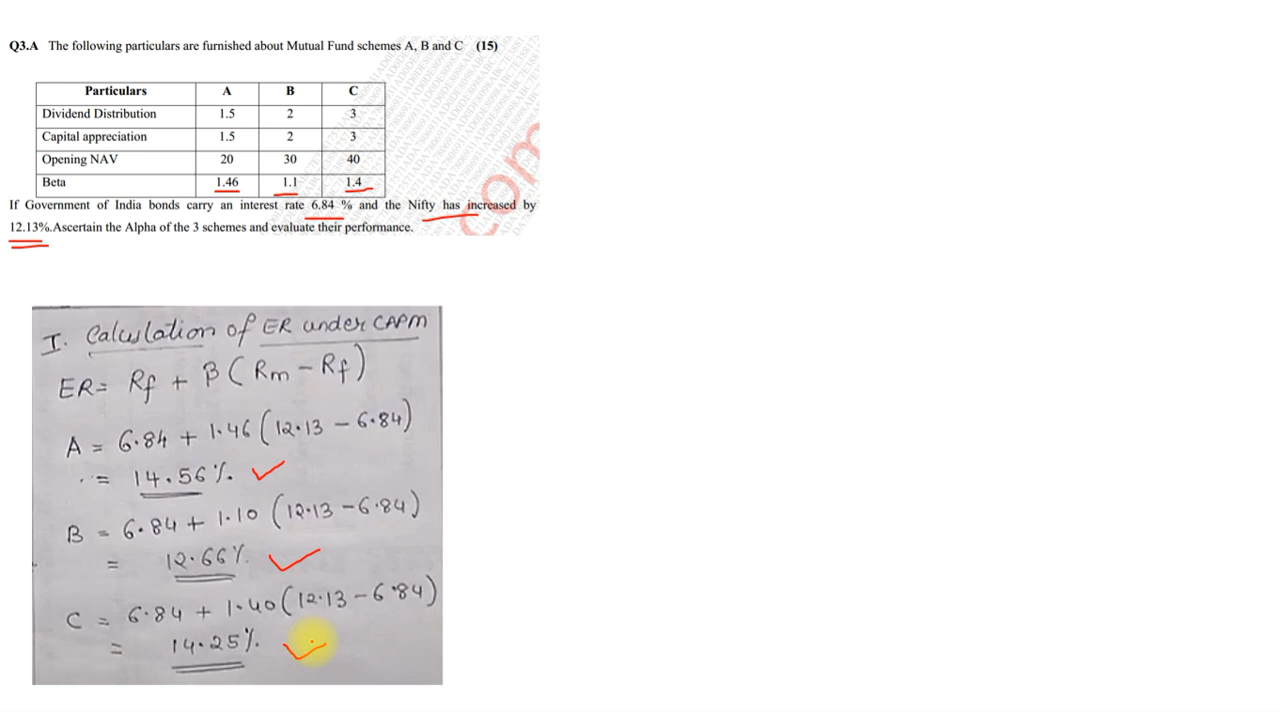 Q3.A The following particulars are furnished about Mutual Fund schemes A, B and C (15)
Particulars A B C
Dividend Distribution 1.5 2 3
Capital appreciation 1.5 2 3
Opening NAV 20 30 40
Beta 1.46 1.1 1.4
If Government of India bonds carry an interest rate 6.84 % and the Nifty has increased by
12.13%.Ascertain the Alpha of the 3 schemes and evaluate their performance.
com
I. Calculation of ER under CAPM
ER= Rf + β (Rm - Rf)
A = 6.84 + 1.46 (12.13 - 6.84)
= 14.56%.
B = 6.84 + 1.10 (12.13 - 6.84)
= 12.66%.
C = 6.84 + 1.40 (12.13 - 6.84)
= 14.25%.